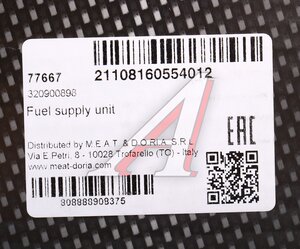 77667 21108160554012
320900898
Fuel supply unit
Distributed by M.E.A.T. & DORIA S.R.L.
Via E.Petri, 8 - 10028 Trofarello (TO) - Italy
www.meat-doria.com
EAC
808889909375